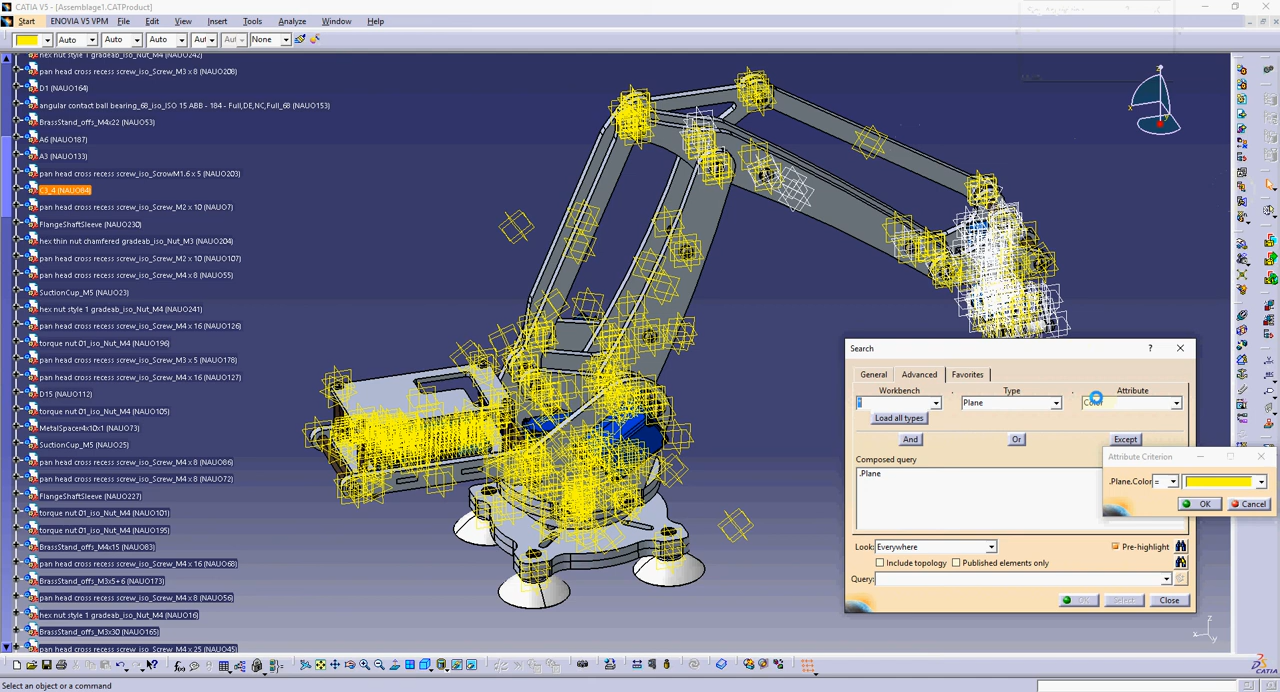 CATIA V5 - [Assemblage1.CATProduct]
Start ENOVIA V5 VPM File Edit View Insert Tools Analyze Window Help
Auto Auto Auto Aut Au None
hex nut style 1 gradeab_iso_Nut_M4 (NAUO242)
pan head cross recess screw_iso_Screw_M3 x 8 (NAUO208)
D1 (NAUO164)
angular contact ball bearing_68_iso_ISO 15 ABB - 184 - Full,DE,NC,Full_68 (NAUO153)
BrassStand_offs_M4x22 (NAUO53)
A6 (NAUO187)
A3 (NAUO133)
pan head cross recess screw_iso_ScrowM1.6 x 5 (NAUO203)
C3_4 (NAUO84)
pan head cross recess screw_iso_Screw_M2 x 10 (NAUO7)
FlangeShaftSleeve (NAUO230)
hex thin nut chamfered gradeab_iso_Nut_M3 (NAUO204)
pan head cross recess screw_iso_Screw_M2 x 10 (NAUO107)
pan head cross recess screw_iso_Screw_M4 x 8 (NAUO55)
SuctionCup_M5 (NAUO23)
hex nut style 1 gradeab_iso_Nut_M4 (NAUO241)
pan head cross recess screw_iso_Screw_M4 x 16 (NAUO126)
torque nut 01_iso_Nut_M4 (NAUO196)
pan head cross recess screw_iso_Screw_M3 x 5 (NAUO178)
pan head cross recess screw_iso_Screw_M4 x 16 (NAUO127)
D15 (NAUO112)
torque nut 01_iso_Nut_M4 (NAUO105)
MetalSpacer4x10x1 (NAUO73)
SuctionCup_M5 (NAUO25)
pan head cross recess screw_iso_Screw_M4 x 8 (NAUO86)
pan head cross recess screw_iso_Screw_M4 x 8 (NAUO72)
FlangeShaftSleeve (NAUO227)
torque nut 01_iso_Nut_M4 (NAUO101)
torque nut 01_iso_Nut_M4 (NAUO195)
BrassStand_offs_M4x15 (NAUO83)
pan head cross recess screw_iso_Screw_M4 x 16 (NAUO68)
BrassStand_offs_M3x5+6 (NAUO173)
pan head cross recess screw_iso_Screw_M4 x 8 (NAUO56)
hex nut style 1 gradeab_iso_Nut_M4 (NAUO16)
BrassStand_offs_M3x30 (NAUO165)
pan head cross recess screw_iso_Screw_M4 x 25 (NAUO45)
Search
General Advanced Favorites
Workbench . Type . Attribute
* Plane Color
Load all types
And Or Except
Composed query
.Plane
Attribute Criterion
.Plane.Color =
OK Cancel
Look: Everywhere Pre-highlight
Include topology Published elements only
Query:
OK Select Close
z
x
y
CATIA
Select an object or a command